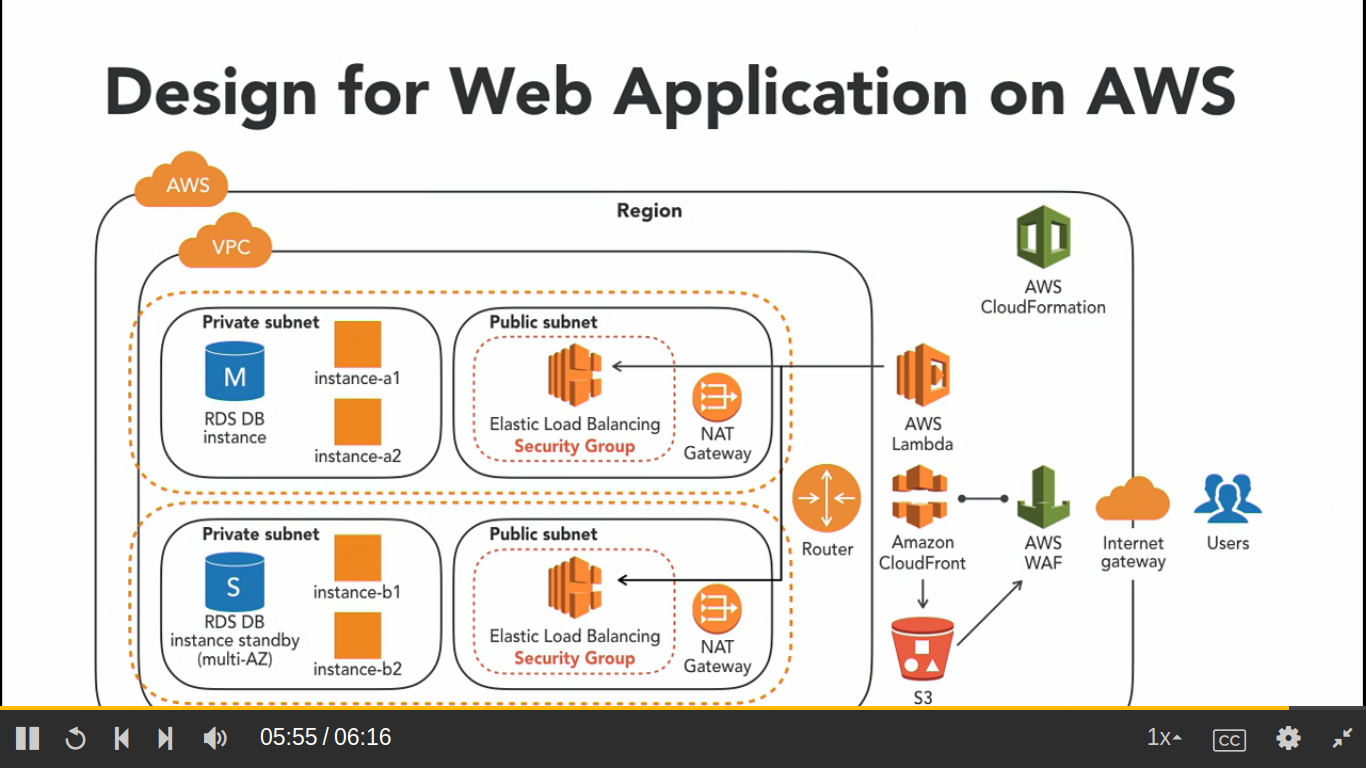 Design for Web Application on AWS
AWS
Region
VPC
AWS
CloudFormation
Private subnet
M
RDS DB
instance
instance-a1
instance-a2
Public subnet
Elastic Load Balancing
Security Group
NAT
Gateway
AWS
Lambda
Router
Amazon
CloudFront
AWS
WAF
Internet
gateway
Users
Private subnet
S
RDS DB
instance standby
(multi-AZ)
instance-b1
instance-b2
Public subnet
Elastic Load Balancing
Security Group
NAT
Gateway
S3
05:55 / 06:16
1x
CC